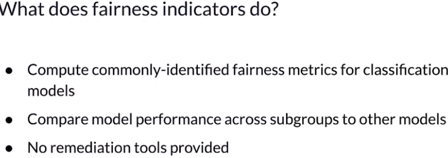 What does fairness indicators do?
● Compute commonly-identified fairness metrics for classification
models
● Compare model performance across subgroups to other models
● No remediation tools provided